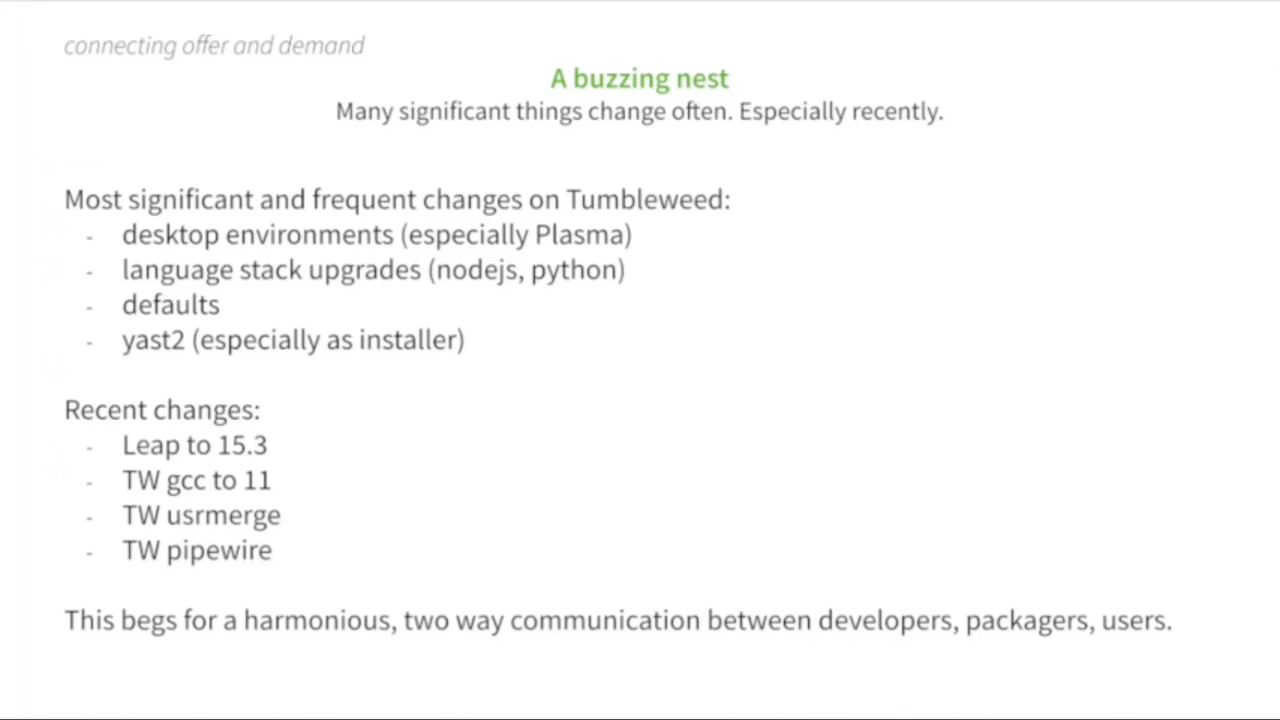 connecting offer and demand
A buzzing nest
Many significant things change often. Especially recently.
Most significant and frequent changes on Tumbleweed:
- desktop environments (especially Plasma)
- language stack upgrades (nodejs, python)
- defaults
- yast2 (especially as installer)
Recent changes:
- Leap to 15.3
- TW gcc to 11
- TW usrmerge
- TW pipewire
This begs for a harmonious, two way communication between developers, packagers, users.